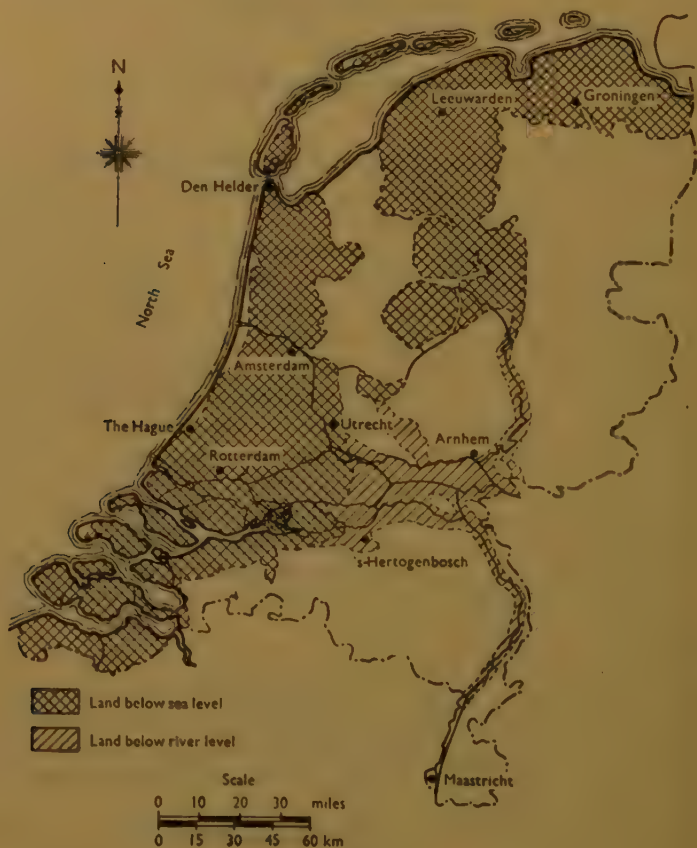 N
Leeuwarden
Groningen
Den Helder
North Sea
Amsterdam
The Hague
Utrecht
Arnhem
Rotterdam
's-Hertogenbosch
Land below sea level
Land below river level
Scale
0 10 20 30 miles
0 15 30 45 60 km
Maastricht